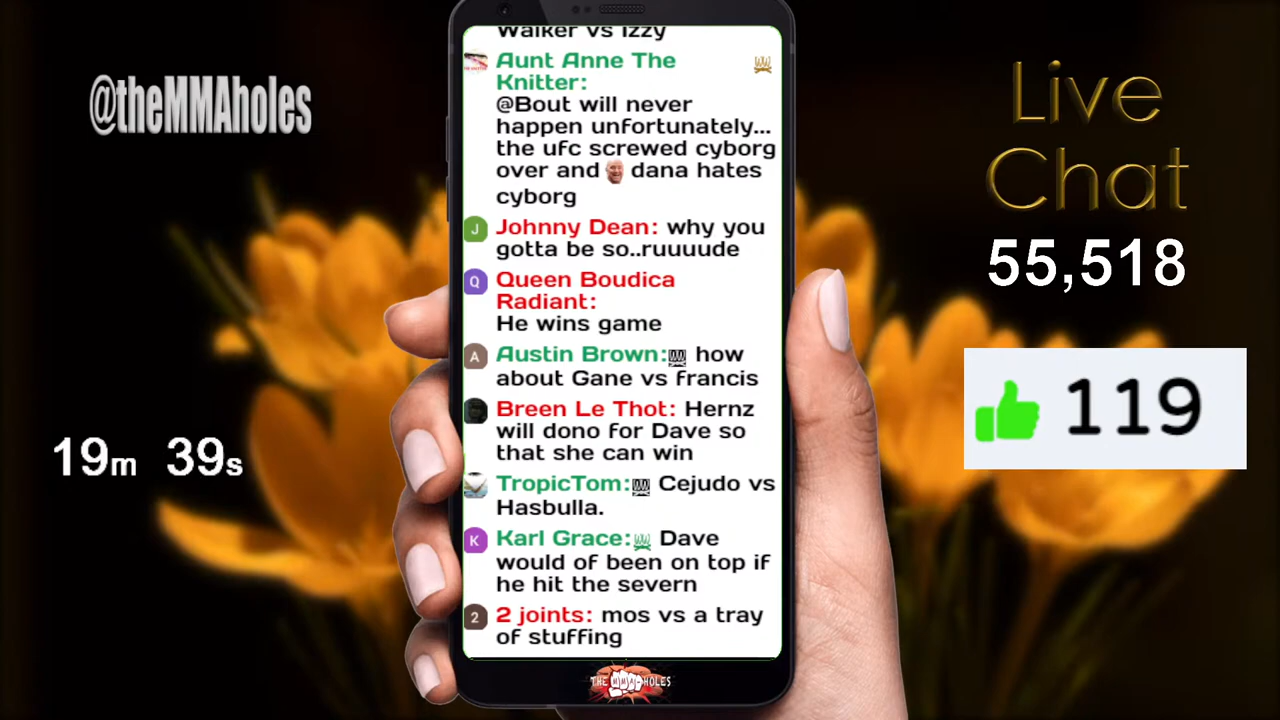 @theMMAholes
Walker vs Izzy
Aunt Anne The
Knitter:
@Bout will never
happen unfortunately...
the ufc screwed cyborg
over and dana hates
cyborg
J Johnny Dean: why you
gotta be so..ruuuude
Q Queen Boudica
Radiant:
He wins game
A Austin Brown: how
about Gane vs francis
Breen Le Thot: Hernz
will dono for Dave so
that she can win
TropicTom: Cejudo vs
Hasbulla.
K Karl Grace: Dave
would of been on top if
he hit the severn
2 2 joints: mos vs a tray
of stuffing
THE MMA-HOLES
Live
Chat
55,518
119
19m 39s